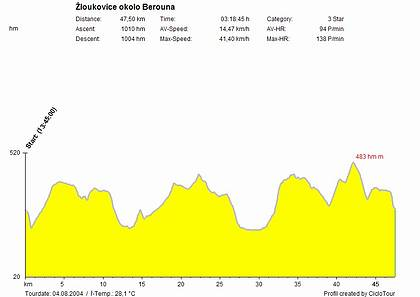 Žloukovice okolo Berouna
Distance: 47,50 km Time: 03:18:45 h Category: 3 Star
hm Ascent 1010 hm AV-Speed: 14,47 km/h AV-HR: 94 P/min
Descent: 1004 hm Max-Speed: 41,40 km/h Max-HR: 138 P/min
Start: (13:45:00)
520
483 hm m
20
km 5 10 15 20 25 30 35 40 45
Tourdate: 04.08.2004 / f-Temp.: 28,1 °C Profil created by CicloTour